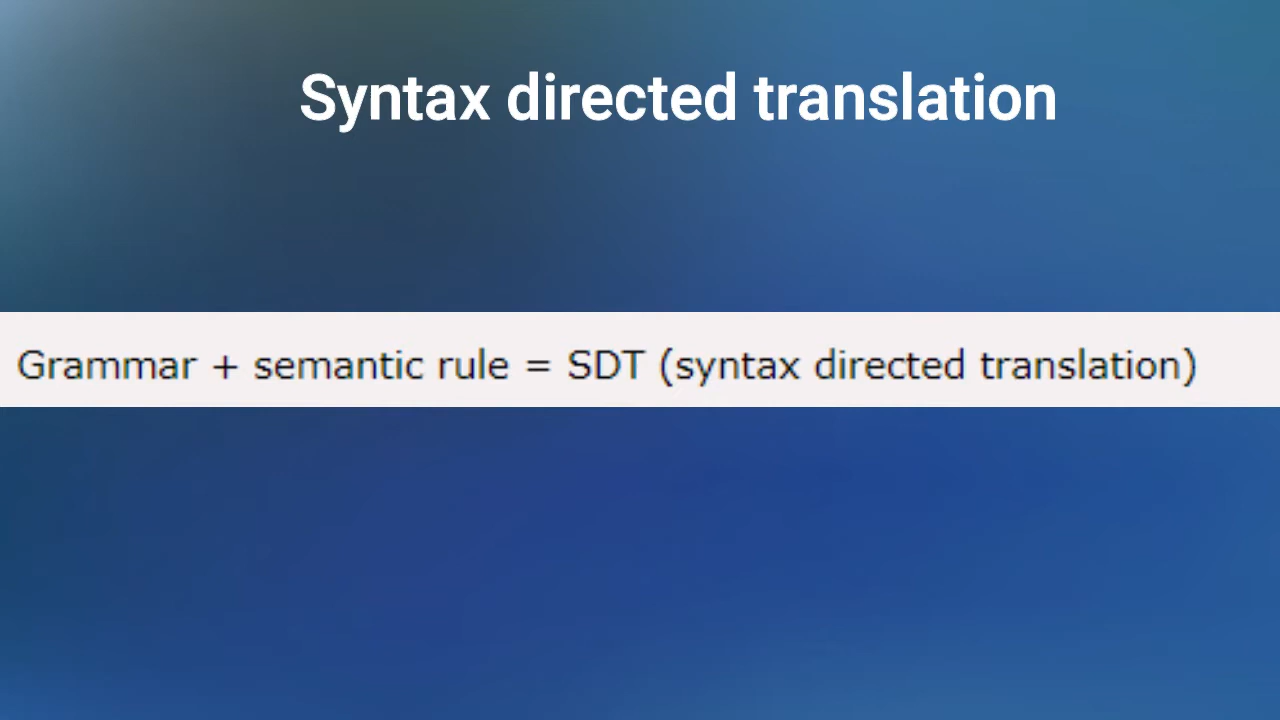 Syntax directed translation
Grammar + semantic rule = SDT (syntax directed translation)